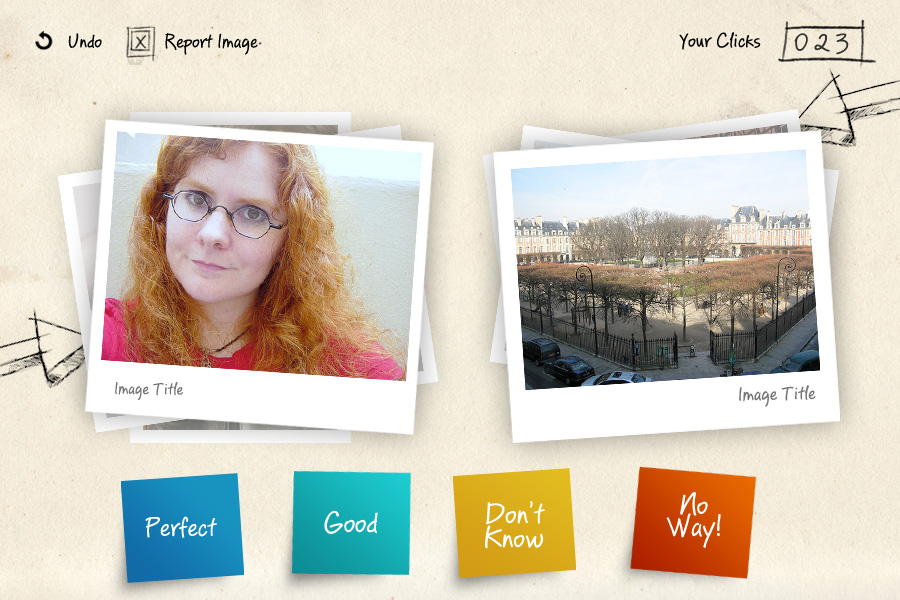 Undo
X
Report Image
Your Clicks
023
Image Title
Image Title
Perfect
Good
Don't
Know
No
Way!